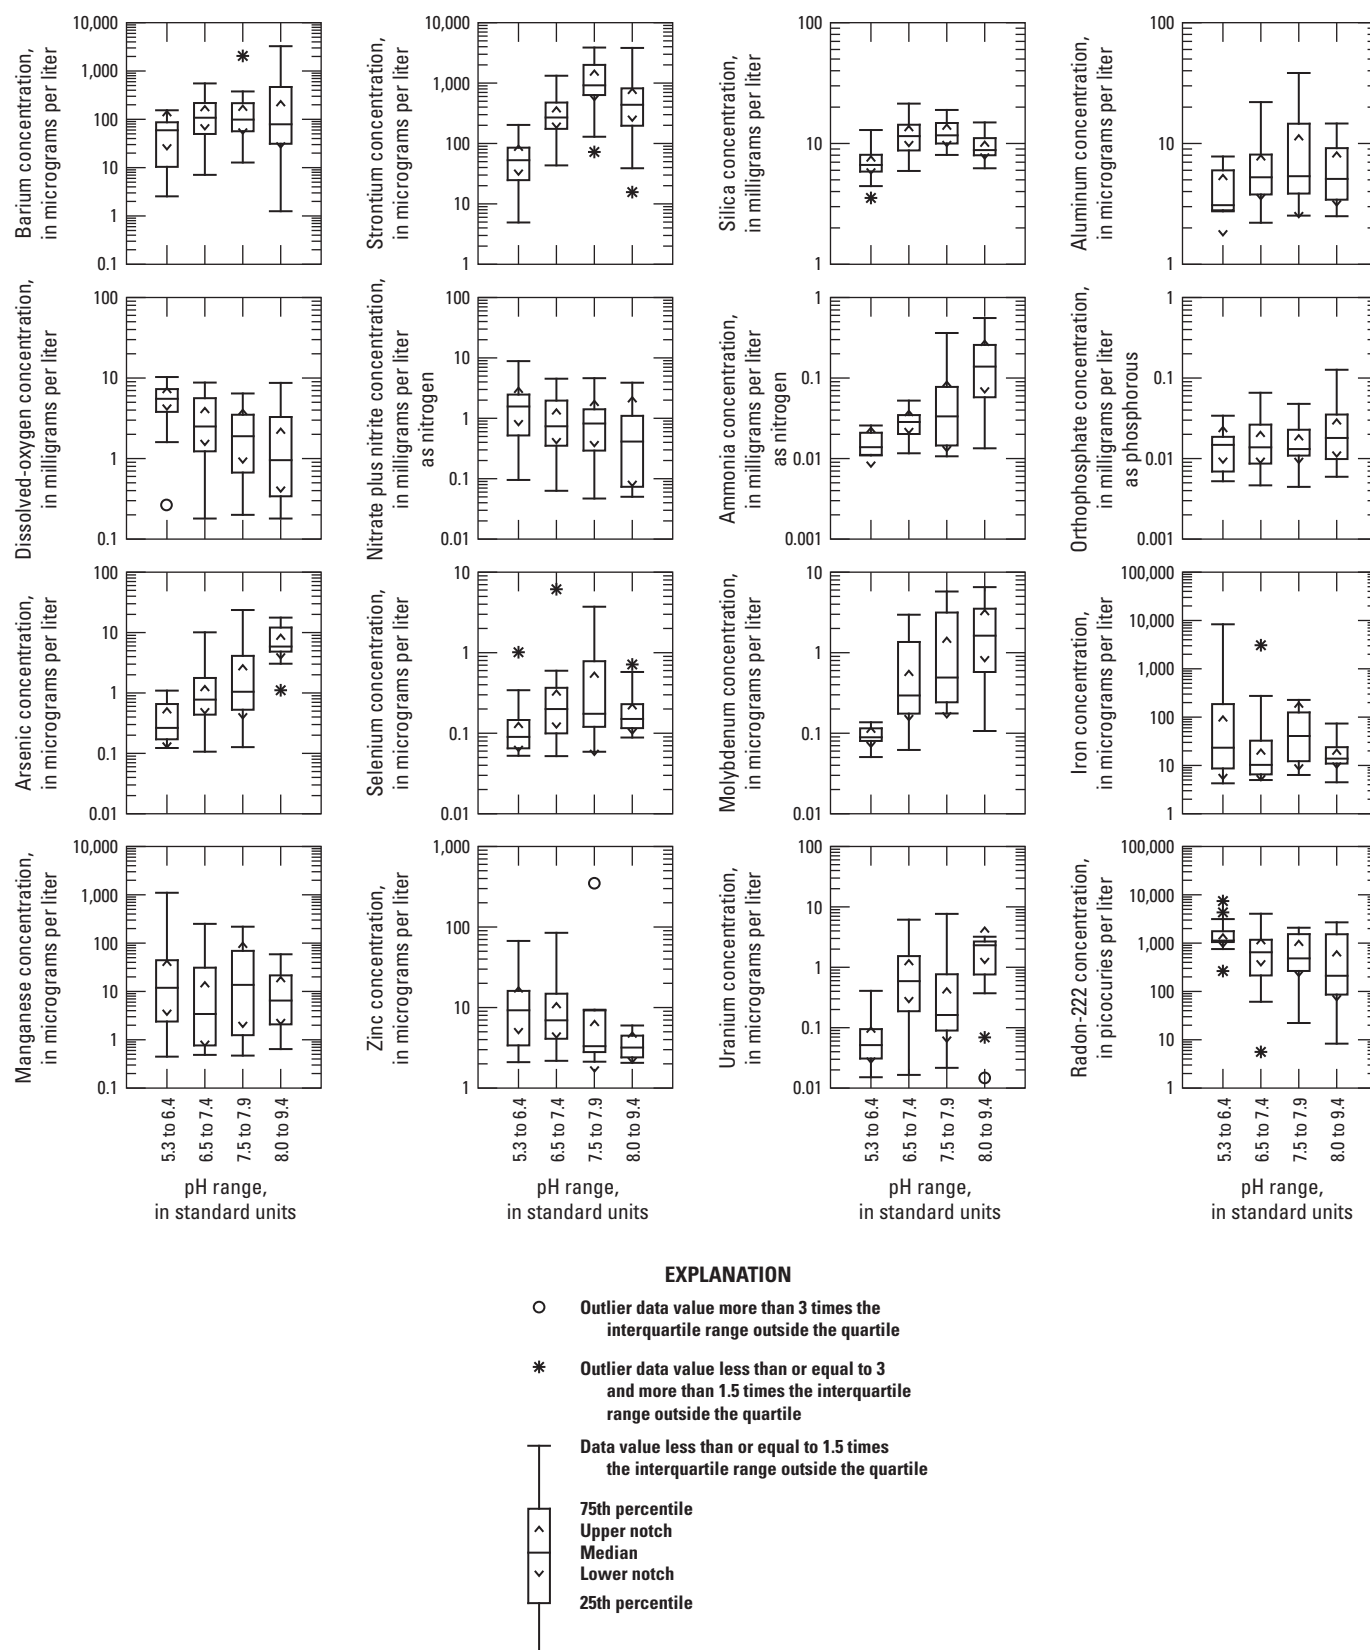 Barium concentration,
in micrograms per liter
10,000
1,000
100
10
1
0.1
Strontium concentration,
in micrograms per liter
10,000
1,000
100
10
1
Silica concentration,
in milligrams per liter
100
10
1
Aluminum concentration,
in micrograms per liter
100
10
1
Dissolved-oxygen concentration,
in milligrams per liter
100
10
1
0.1
Nitrate plus nitrite concentration,
in milligrams per liter,
as nitrogen
100
10
1
0.1
0.01
Ammonia concentration,
in milligrams per liter,
as nitrogen
1
0.1
0.01
0.001
Orthophosphate concentration,
in milligrams per liter,
as phosphorous
1
0.1
0.01
0.001
Arsenic concentration,
in micrograms per liter
100
10
1
0.1
0.01
Selenium concentration,
in micrograms per liter
10
1
0.1
0.01
Molybdenum concentration,
in micrograms per liter
10
1
0.1
0.01
Iron concentration,
in micrograms per liter
100,000
10,000
1,000
100
10
1
Manganese concentration,
in micrograms per liter
10,000
1,000
100
10
1
0.1
5.3 to 6.4
6.5 to 7.4
7.5 to 7.9
8.0 to 9.4
pH range,
in standard units
Zinc concentration,
in micrograms per liter
1,000
100
10
1
5.3 to 6.4
6.5 to 7.4
7.5 to 7.9
8.0 to 9.4
pH range,
in standard units
Uranium concentration,
in micrograms per liter
100
10
1
0.1
0.01
5.3 to 6.4
6.5 to 7.4
7.5 to 7.9
8.0 to 9.4
pH range,
in standard units
Radon-222 concentration,
in picocuries per liter
100,000
10,000
1,000
100
10
1
5.3 to 6.4
6.5 to 7.4
7.5 to 7.9
8.0 to 9.4
pH range,
in standard units
EXPLANATION
Outlier data value more than 3 times the
interquartile range outside the quartile
Outlier data value less than or equal to 3
and more than 1.5 times the interquartile
range outside the quartile
Data value less than or equal to 1.5 times
the interquartile range outside the quartile
75th percentile
Upper notch
Median
Lower notch
25th percentile